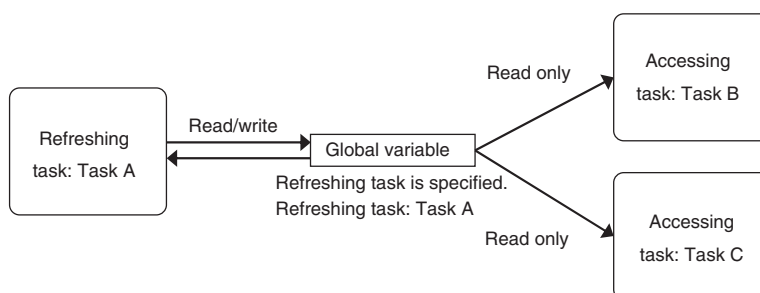 Refreshing
task: Task A
Read/write
Global variable
Refreshing task is specified.
Refreshing task: Task A
Read only
Accessing
task: Task B
Read only
Accessing
task: Task C